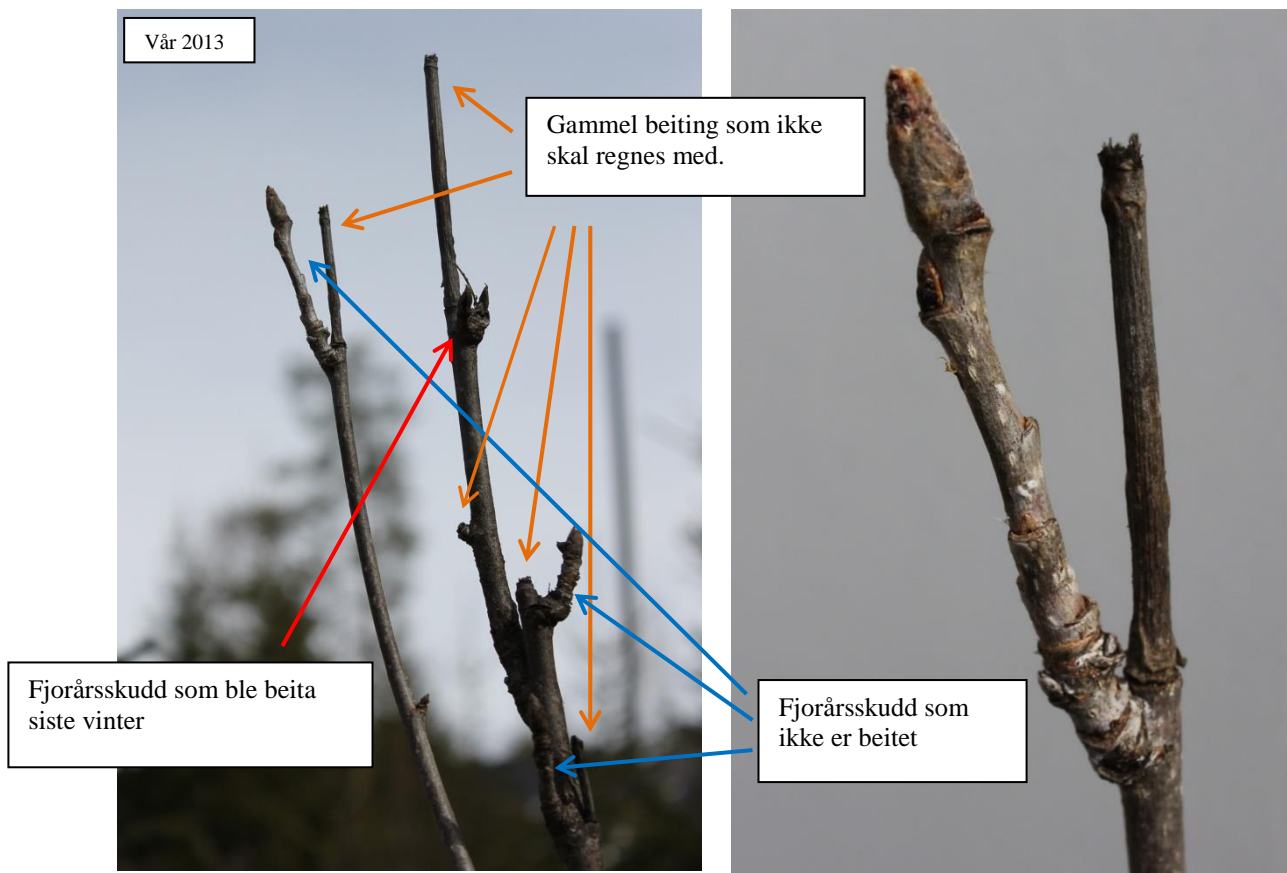 Vår 2013
Gammel beiting som ikke
skal regnes med.
Fjorårsskudd som ble beita
siste vinter
Fjorårsskudd som
ikke er beitet